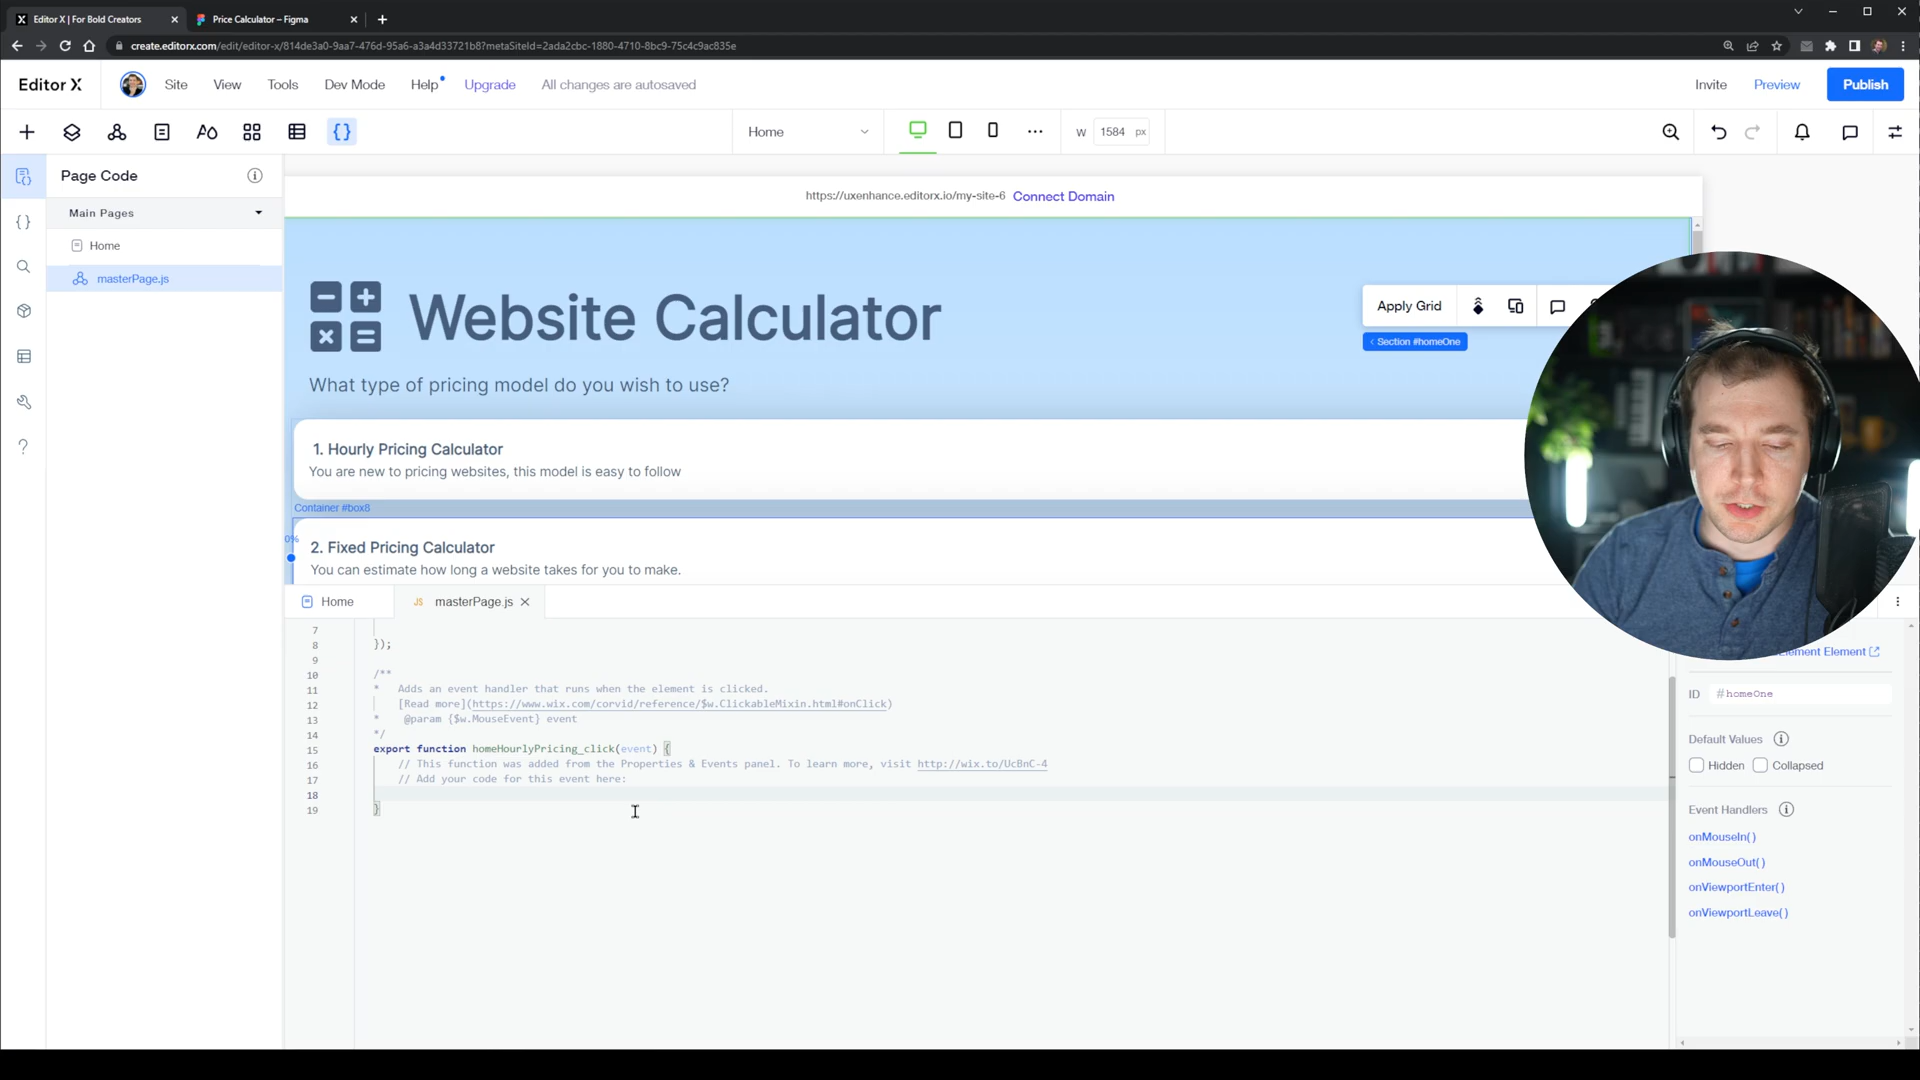 Editor X | For Bold Creators
Price Calculator – Figma
create.editorx.com/edit/editor-x/814de3a0-9aa7-476d-95a6-a3a4d33721b8?metaSiteId=2ada2cbc-1880-4710-8bc9-75c4c9ac835e
Editor X
Site
View
Tools
Dev Mode
Help
Upgrade
All changes are autosaved
Invite
Preview
Publish
Home
W
1584
px
Page Code
Main Pages
Home
masterPage.js
https://uxenhance.editorx.io/my-site-6 Connect Domain
Website Calculator
What type of pricing model do you wish to use?
Apply Grid
Section #homeOne
1. Hourly Pricing Calculator
You are new to pricing websites, this model is easy to follow
Container #box8
0%
2. Fixed Pricing Calculator
You can estimate how long a website takes for you to make.
Home
JS masterPage.js
7
8 });
9
10 /**
11 * Adds an event handler that runs when the element is clicked.
12 [Read more](https://www.wix.com/corvid/reference/$w.ClickableMixin.html#onClick)
13 * @param {$w.MouseEvent} event
14 */
15 export function homeHourlyPricing_click(event) {
16 // This function was added from the Properties & Events panel. To learn more, visit http://wix.to/UcBnC-4
17 // Add your code for this event here:
18
19 }
Element
ID #homeOne
Default Values
Hidden
Collapsed
Event Handlers
onMouseIn()
onMouseOut()
onViewportEnter()
onViewportLeave()